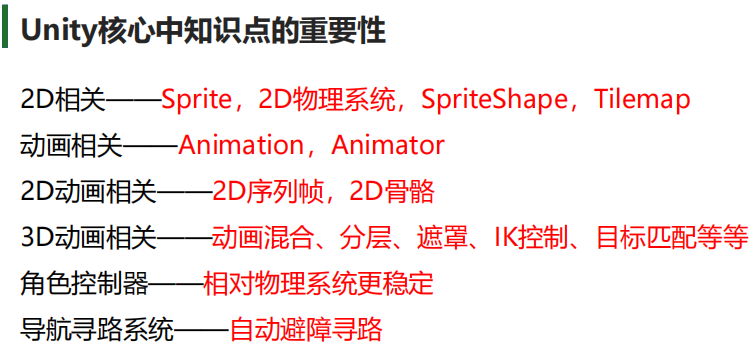 Unity核心中知识点的重要性
2D相关——Sprite，2D物理系统，SpriteShape，Tilemap
动画相关——Animation，Animator
2D动画相关——2D序列帧，2D骨骼
3D动画相关——动画混合、分层、遮罩、IK控制、目标匹配等等
角色控制器——相对物理系统更稳定
导航寻路系统——自动避障寻路